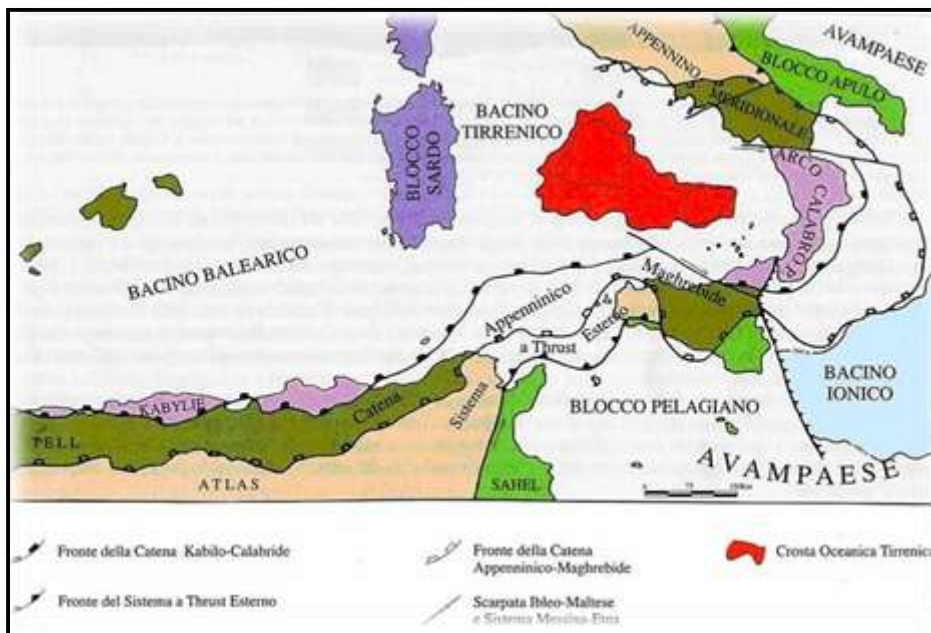 APPENNINO
AVAMPAESE
BLOCCO APULO
MERIDIONALE
BACINO
TIRRENICO
BLOCCO
SARDO
ARCO CALABRO-P.
BACINO BALEARICO
Maghrebide
Appenninico
&
Esterno
a Thrust
BACINO
IONICO
KABYLIE
Catena
Sistema
BLOCCO PELAGIANO
TELL
AVAMPAESE
ATLAS
SAHEL
Fronte della Catena Kabilo-Calabride
Fronte della Catena
Appenninico-Maghrebide
Crosta Oceanica Tirrenica
Fronte del Sistema a Thrust Esterno
Scarpata Ibleo-Maltese
e Sistema Messina-Etna